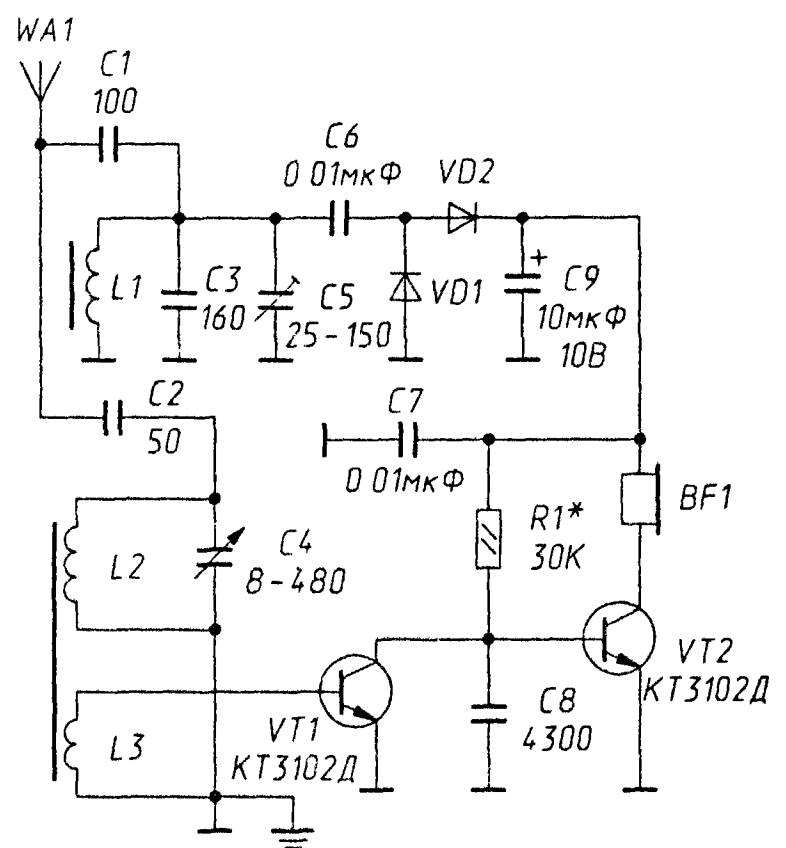 WA1
C1
100
C6
0 01мкФ
VD2
L1
C3
160
C5
25-150
VD1
+
C9
10мкФ
10В
C2
50
C7
0 01мкФ
R1*
30К
BF1
L2
C4
8-480
VT2
КТ3102Д
L3
VT1
КТ3102Д
C8
4300